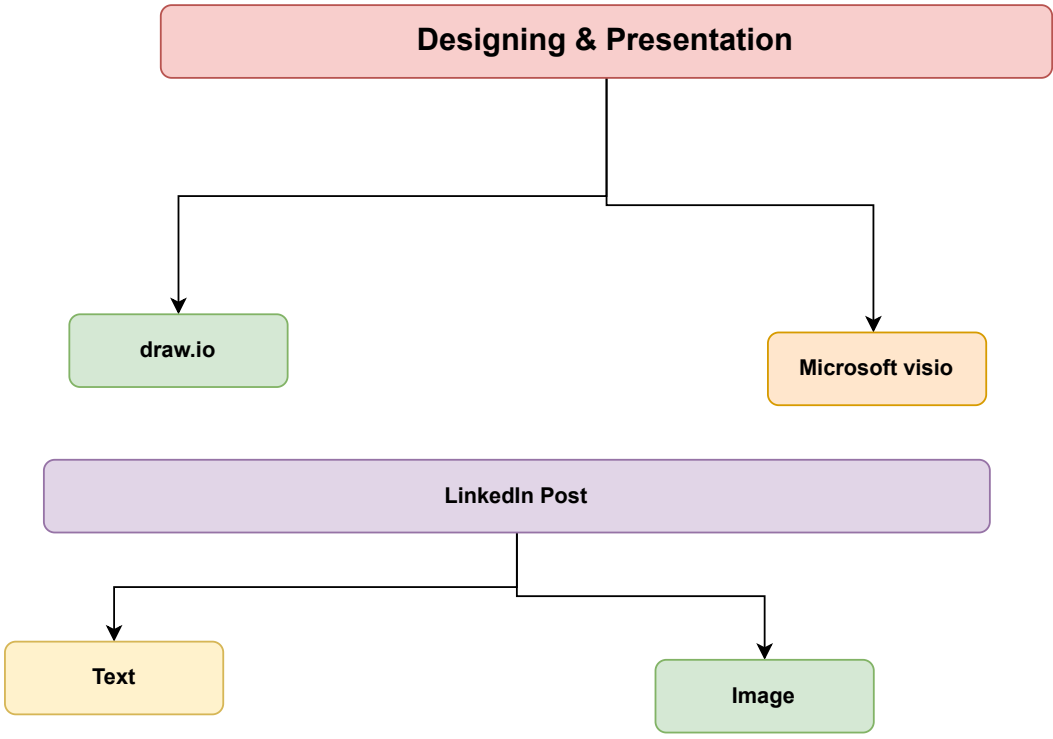 Designing & Presentation
draw.io
Microsoft visio
LinkedIn Post
Text
Image